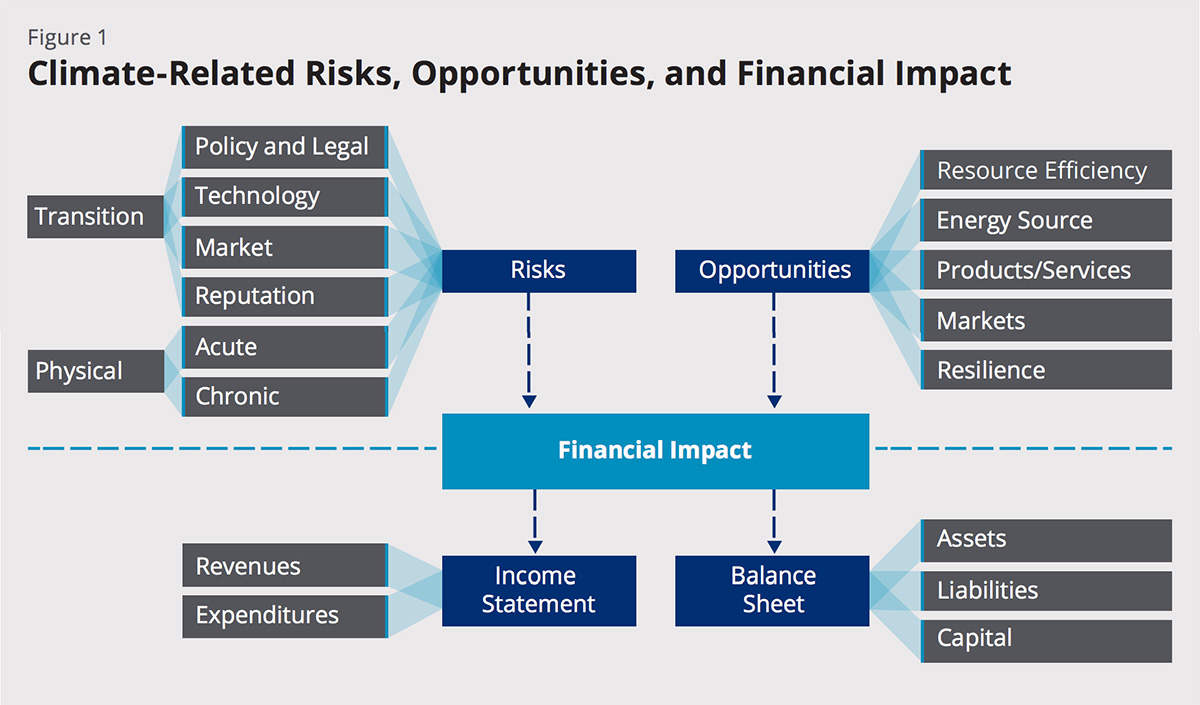 Figure 1
Climate-Related Risks, Opportunities, and Financial Impact
Transition
Physical
Policy and Legal
Technology
Market
Reputation
Acute
Chronic
Risks
Opportunities
Resource Efficiency
Energy Source
Products/Services
Markets
Resilience
Financial Impact
Revenues
Expenditures
Income
Statement
Balance
Sheet
Assets
Liabilities
Capital